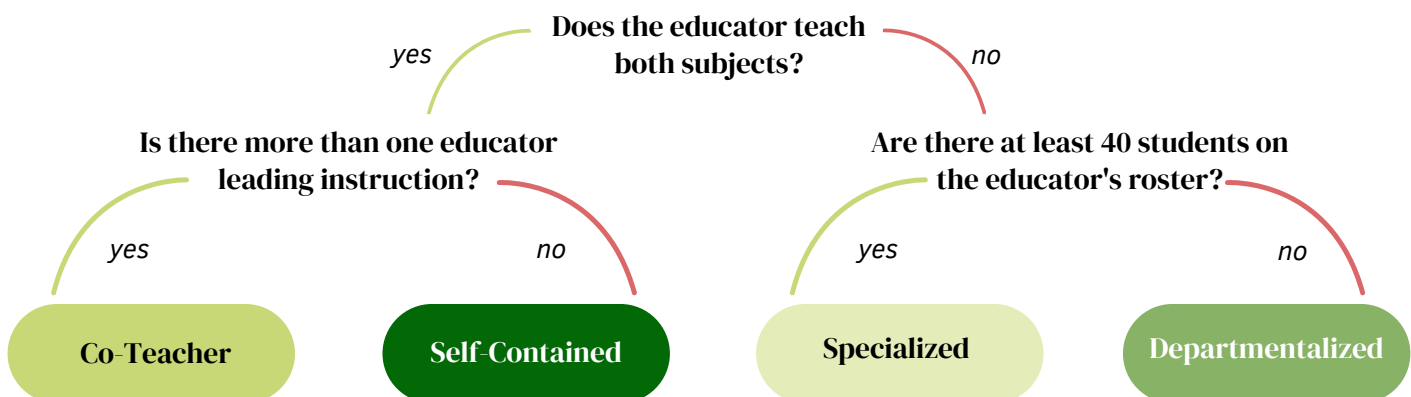 Does the educator teach
both subjects?
yes
no
Is there more than one educator
leading instruction?
Are there at least 40 students on
the educator's roster?
yes
no
yes
no
Co-Teacher
Self-Contained
Specialized
Departmentalized